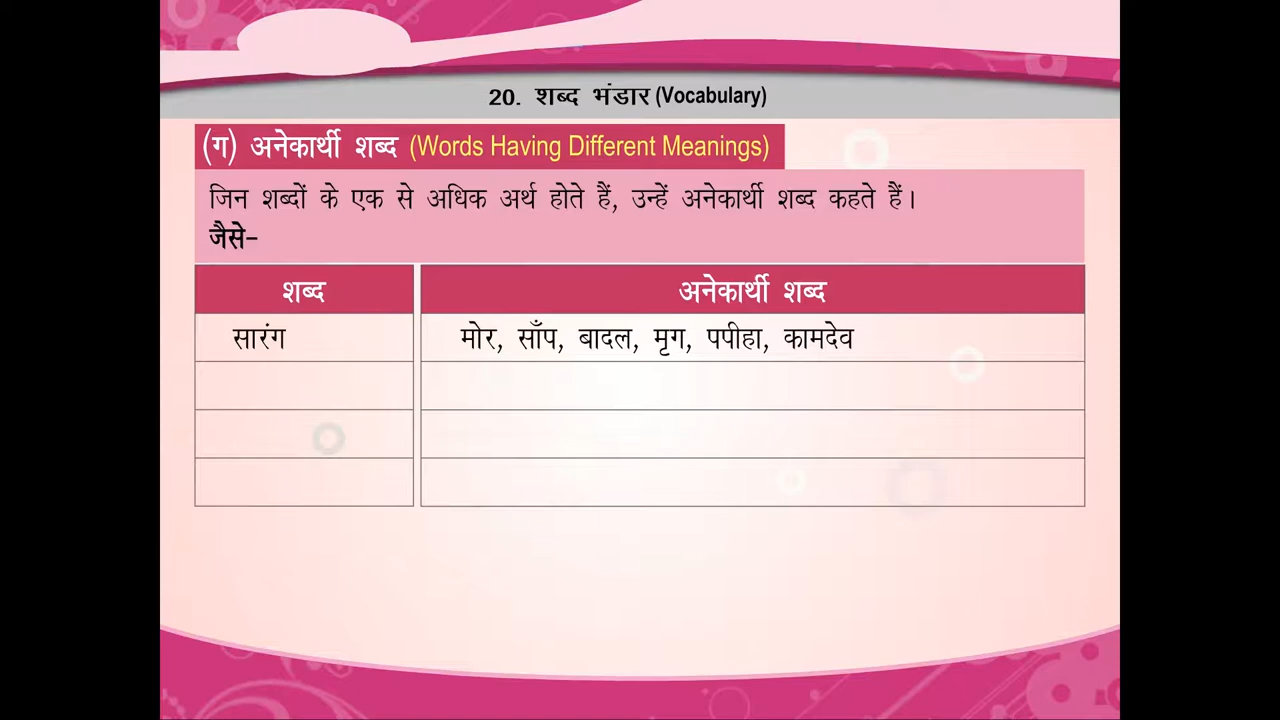 20. शब्द भंडार (Vocabulary)
(ग) अनेकार्थी शब्द (Words Having Different Meanings)
जिन शब्दों के एक से अधिक अर्थ होते हैं, उन्हें अनेकार्थी शब्द कहते हैं।
जैसे-
शब्द अनेकार्थी शब्द
सारंग मोर, साँप, बादल, मृग, पपीहा, कामदेव